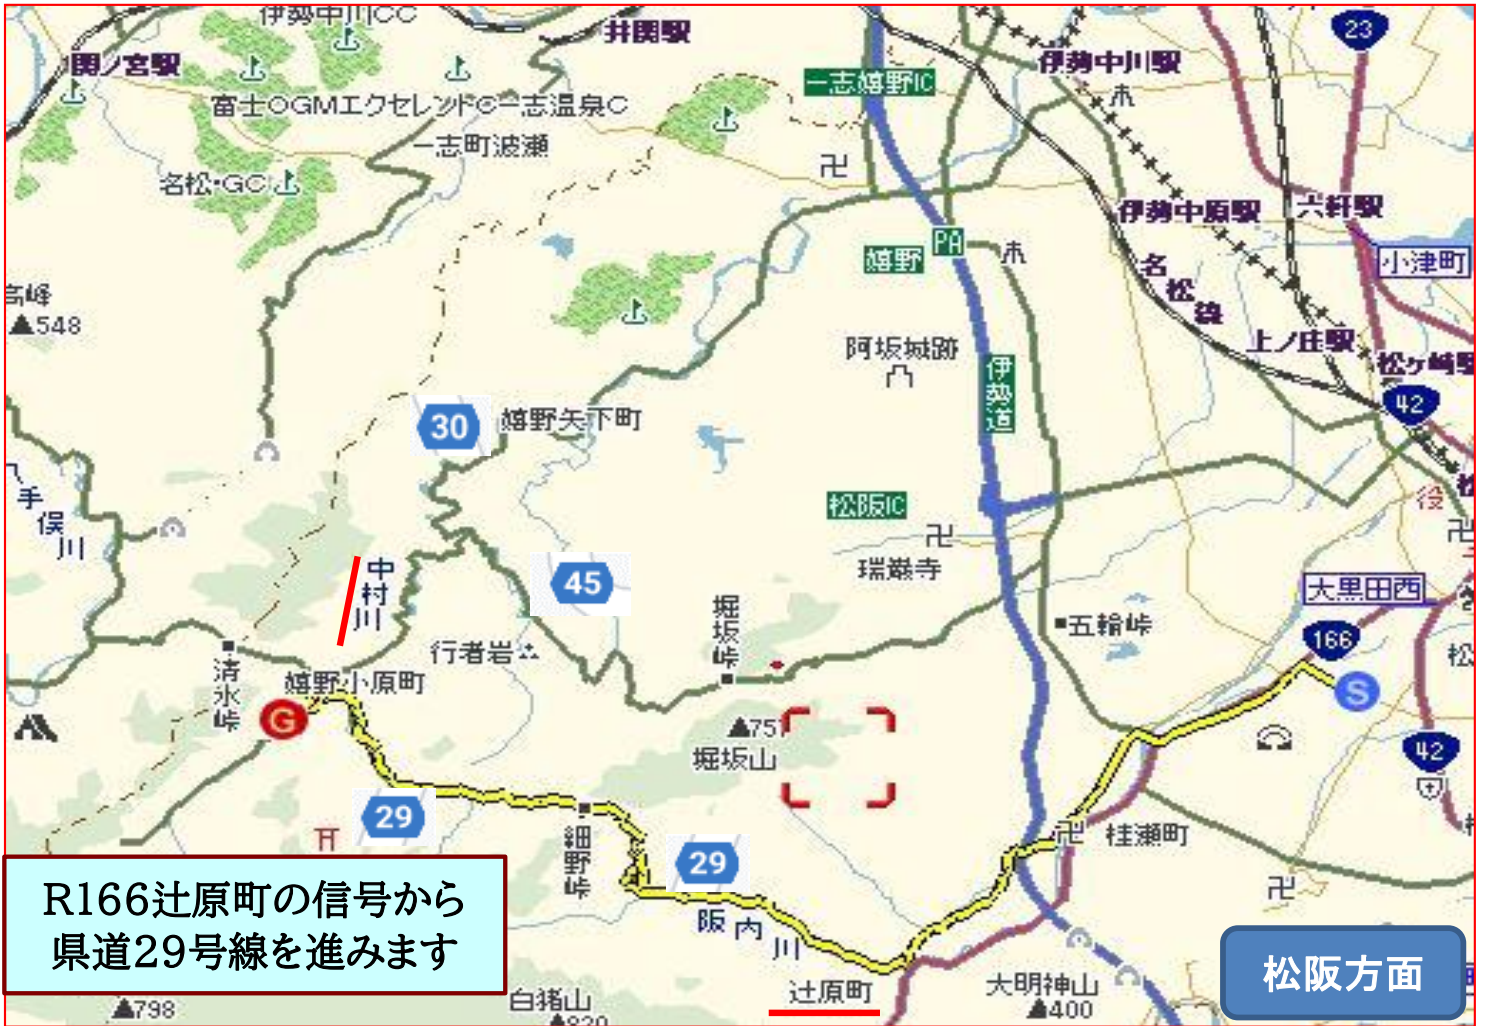 伊勢中川CC
井関駅
23
関ノ宮駅
一志嬉野IC
伊勢中川駅
富士OGMエクセレントC一志温泉C
一志町波瀬
名松・GC
伊勢中原駅
六軒駅
PA
嬉野
小津町
名松線
高峰
▲548
上ノ庄駅
阿坂城跡
松ヶ崎駅
伊勢道
42
30
嬉野矢下町
手俣川
松阪IC
役
瑞巌寺
中村川
45
大黒田西
堀坂峠
五輪峠
166
行者岩
松
清水峠
嬉野小原町
G
S
▲757
堀坂山
42
29
細野峠
29
桂瀬町
R166辻原町の信号から
県道29号線を進みます
阪内川
松阪方面
辻原町
大明神山
▲400
白猪山
▲820
▲798